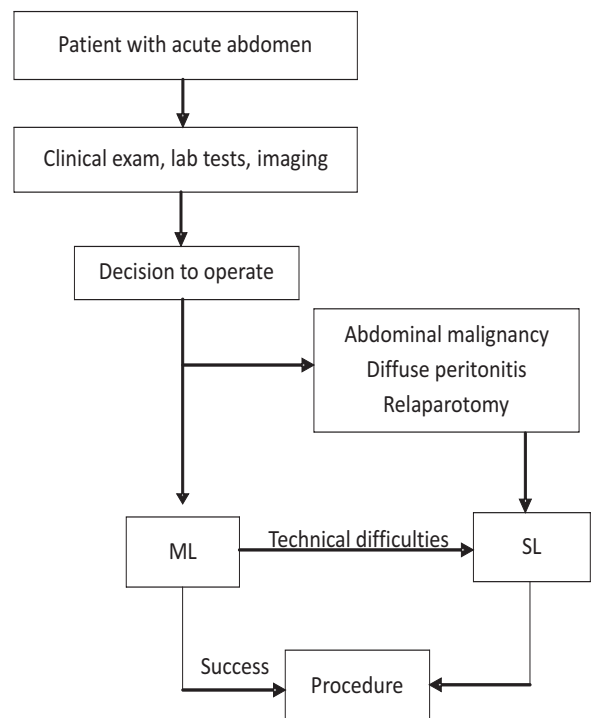 Patient with acute abdomen
Clinical exam, lab tests, imaging
Decision to operate
Abdominal malignancy
Diffuse peritonitis
Relaparotomy
ML
Technical difficulties
SL
Success
Procedure